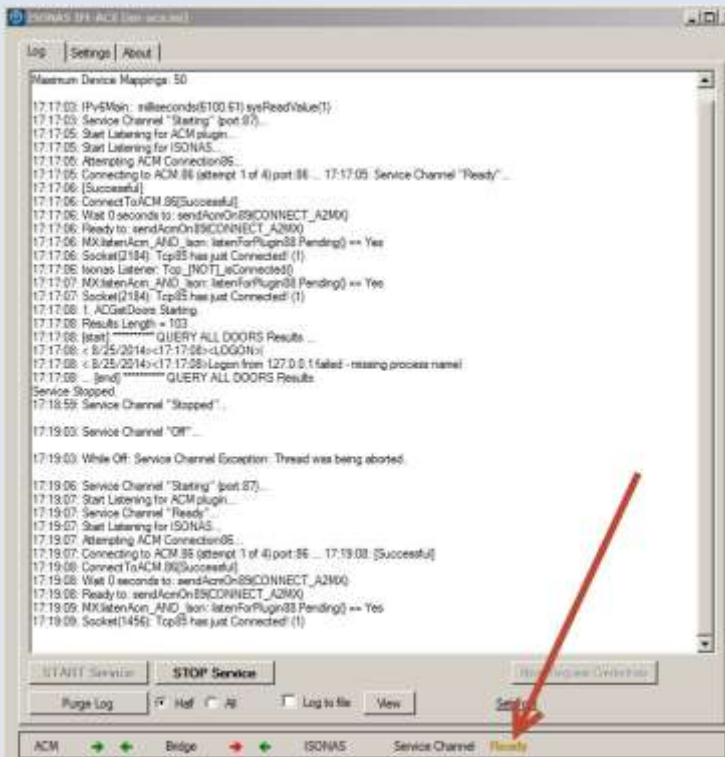 ISONAS
Log Settings About
Maximum Device Mappings: 50
17:17:03: IPv6Main: milliseconds(6100.61) sysReadValue(1)
17:17:03: Service Channel "Starting" (port 87)...
17:17:05: Start Listening for ACM plugin...
17:17:05: Start Listening for ISONAS...
17:17:05: Attempting ACM Connection86...
17:17:05: Connecting to ACM.86 (attempt 1 of 4) port:86 ... 17:17:05: Service Channel "Ready"...
17:17:06: [Successful]
17:17:06: ConnectToACM.86[Successful]
17:17:06: Wait 0 seconds to: sendAcmOn89(CONNECT_A2MX)
17:17:06: Ready to: sendAcmOn89(CONNECT_A2MX)
17:17:06: MX:listenAcm_AND_Ison: listenForPlugin88.Pending() == Yes
17:17:06: Socket(2184): Tcp85 has just Connected! (1)
17:17:06: Isonas Listener: Tcp_[NOT]_isConnected()
17:17:07: MX:listenAcm_AND_Ison: listenForPlugin88.Pending() == Yes
17:17:07: Socket(2184): Tcp85 has just Connected! (1)
17:17:08: 1. ACGetDoors Starting
17:17:08: Results Length = 103
17:17:08: [start] ********** QUERY ALL DOORS Results ...
17:17:08: < 8/25/2014><17:17:08><LOGON>(
17:17:08: < 8/25/2014><17:17:08>Logon from 127.0.0.1 failed - missing process name)
17:17:08: ... [end] ********** QUERY ALL DOORS Results
Service Stopped.
17:18:59: Service Channel "Stopped"...
17:19:03: Service Channel "Off"...
17:19:03: While Off: Service Channel Exception: Thread was being aborted.
17:19:06: Service Channel "Starting" (port 87)...
17:19:07: Start Listening for ACM plugin...
17:19:07: Service Channel "Ready"...
17:19:07: Start Listening for ISONAS...
17:19:07: Attempting ACM Connection86...
17:19:07: Connecting to ACM.86 (attempt 1 of 4) port:86 ... 17:19:08: [Successful]
17:19:08: ConnectToACM.86[Successful]
17:19:08: Wait 0 seconds to: sendAcmOn89(CONNECT_A2MX)
17:19:08: Ready to: sendAcmOn89(CONNECT_A2MX)
17:19:09: MX:listenAcm_AND_Ison: listenForPlugin88.Pending() == Yes
17:19:09: Socket(1456): Tcp85 has just Connected! (1)
START Service STOP Service
Purge Log Half All Log to file View
ACM Bridge ISONAS Service Channel Ready